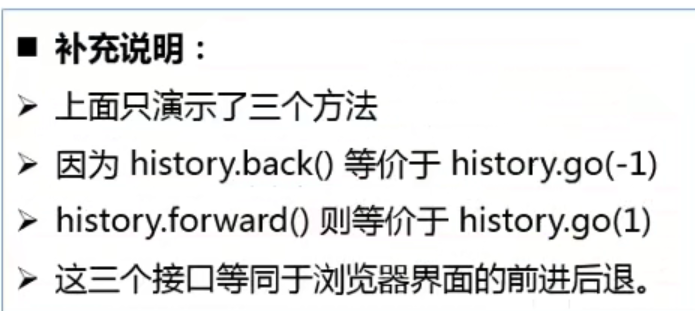 ■ 补充说明：
➢ 上面只演示了三个方法
➢ 因为 history.back() 等价于 history.go(-1)
➢ history.forward() 则等价于 history.go(1)
➢ 这三个接口等同于浏览器界面的前进后退。